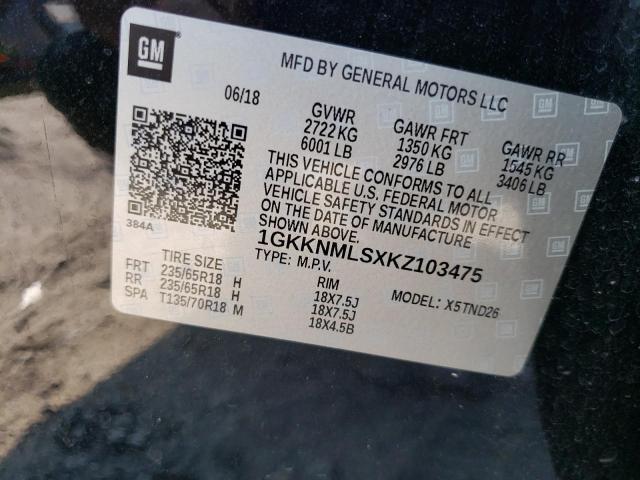 GM
MFD BY GENERAL MOTORS LLC
06/18
GVWR
2722 KG
6001 LB
GAWR FRT
1350 KG
2976 LB
GAWR RR
1545 KG
3406 LB
THIS VEHICLE CONFORMS TO ALL
APPLICABLE U.S. FEDERAL MOTOR
VEHICLE SAFETY STANDARDS IN EFFECT
ON THE DATE OF MANUFACTURE
SHOWN ABOVE.
384A
1GKKNMLSXKZ103475
TYPE: M.P.V.
MODEL: X5TND26
TIRE SIZE
FRT 235/65R18 H
RR 235/65R18 H
SPA T135/70R18 M
RIM
18X7.5J
18X7.5J
18X4.5B